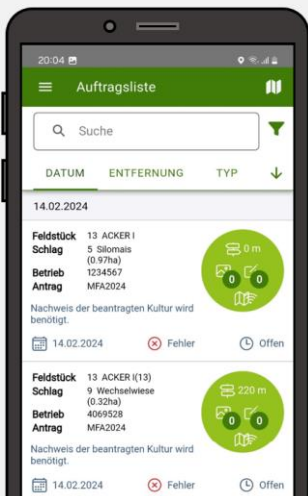 20:04
Auftragsliste
Suche
DATUM ENTFERNUNG TYP
14.02.2024
Feldstück 13 ACKER I
Schlag 5 Silomais
(0.97ha)
Betrieb 1234567
Antrag MFA2024
0 m
0 0
Nachweis der beantragten Kultur wird
benötigt.
14.02.2024 Fehler Offen
Feldstück 13 ACKER I(13)
Schlag 9 Wechselwiese
(0.32ha)
Betrieb 4069528
Antrag MFA2024
220 m
0 0
Nachweis der beantragten Kultur wird
benötigt.
14.02.2024 Fehler Offen